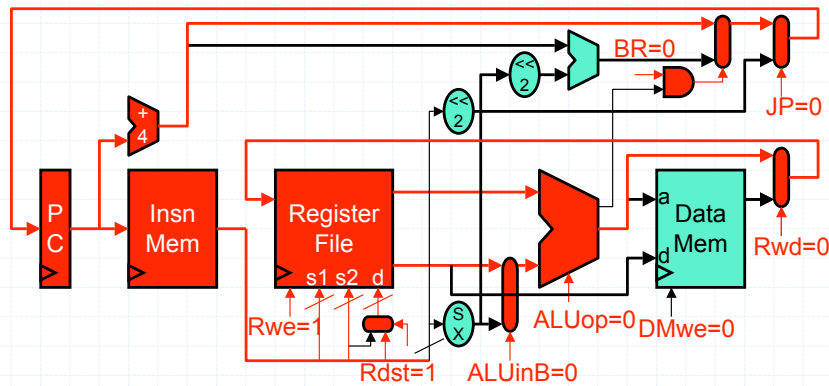 BR=0
<<
2
+
4
<<
2
JP=0
P
C
Insn
Mem
Register
File
s1 s2 d
a
d
Data
Mem
Rwd=0
S
X
Rwe=1
ALUop=0
DMwe=0
Rdst=1
ALUinB=0